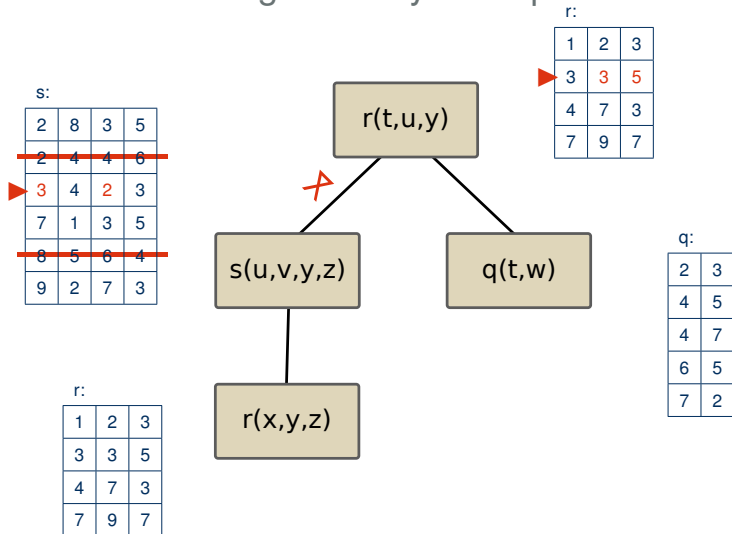 r:
1 2 3
3 3 5
4 7 3
7 9 7
s:
2 8 3 5
2 4 4 6
3 4 2 3
7 1 3 5
8 5 6 4
9 2 7 3
r(t,u,y)
⋉
s(u,v,y,z)
q(t,w)
q:
2 3
4 5
4 7
6 5
7 2
r(x,y,z)
r:
1 2 3
3 3 5
4 7 3
7 9 7